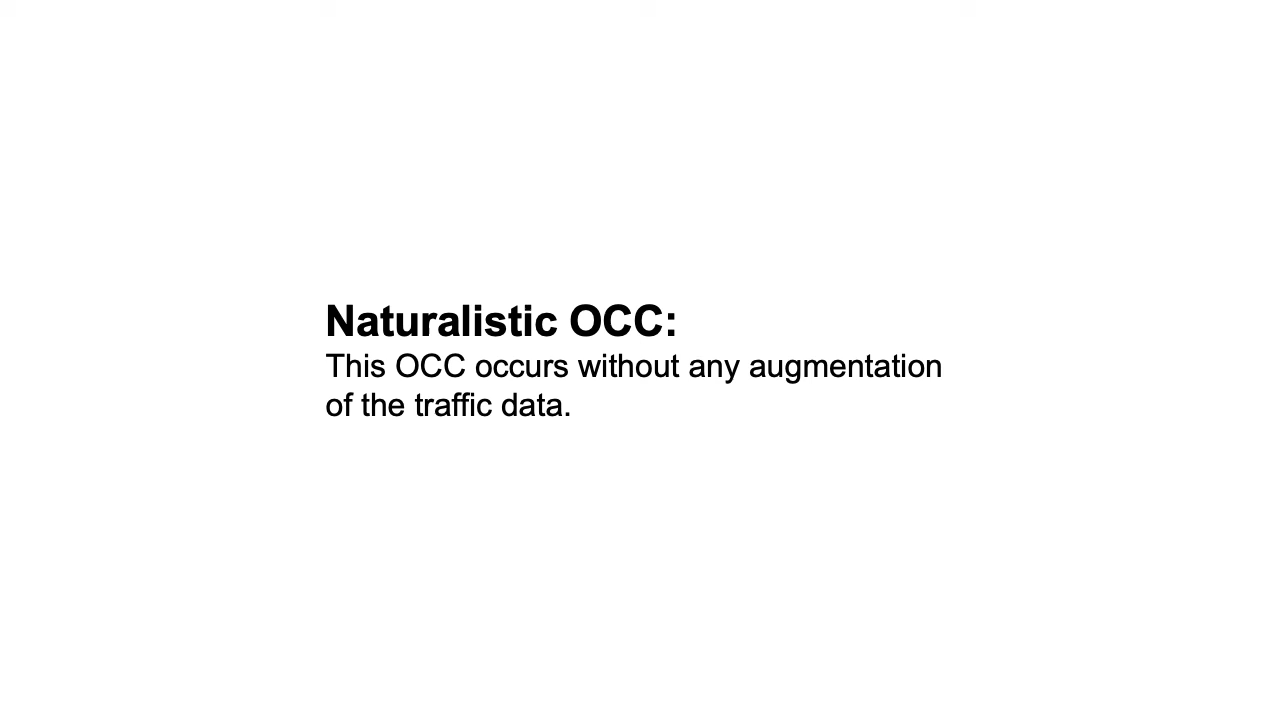 Naturalistic OCC:
This OCC occurs without any augmentation
of the traffic data.